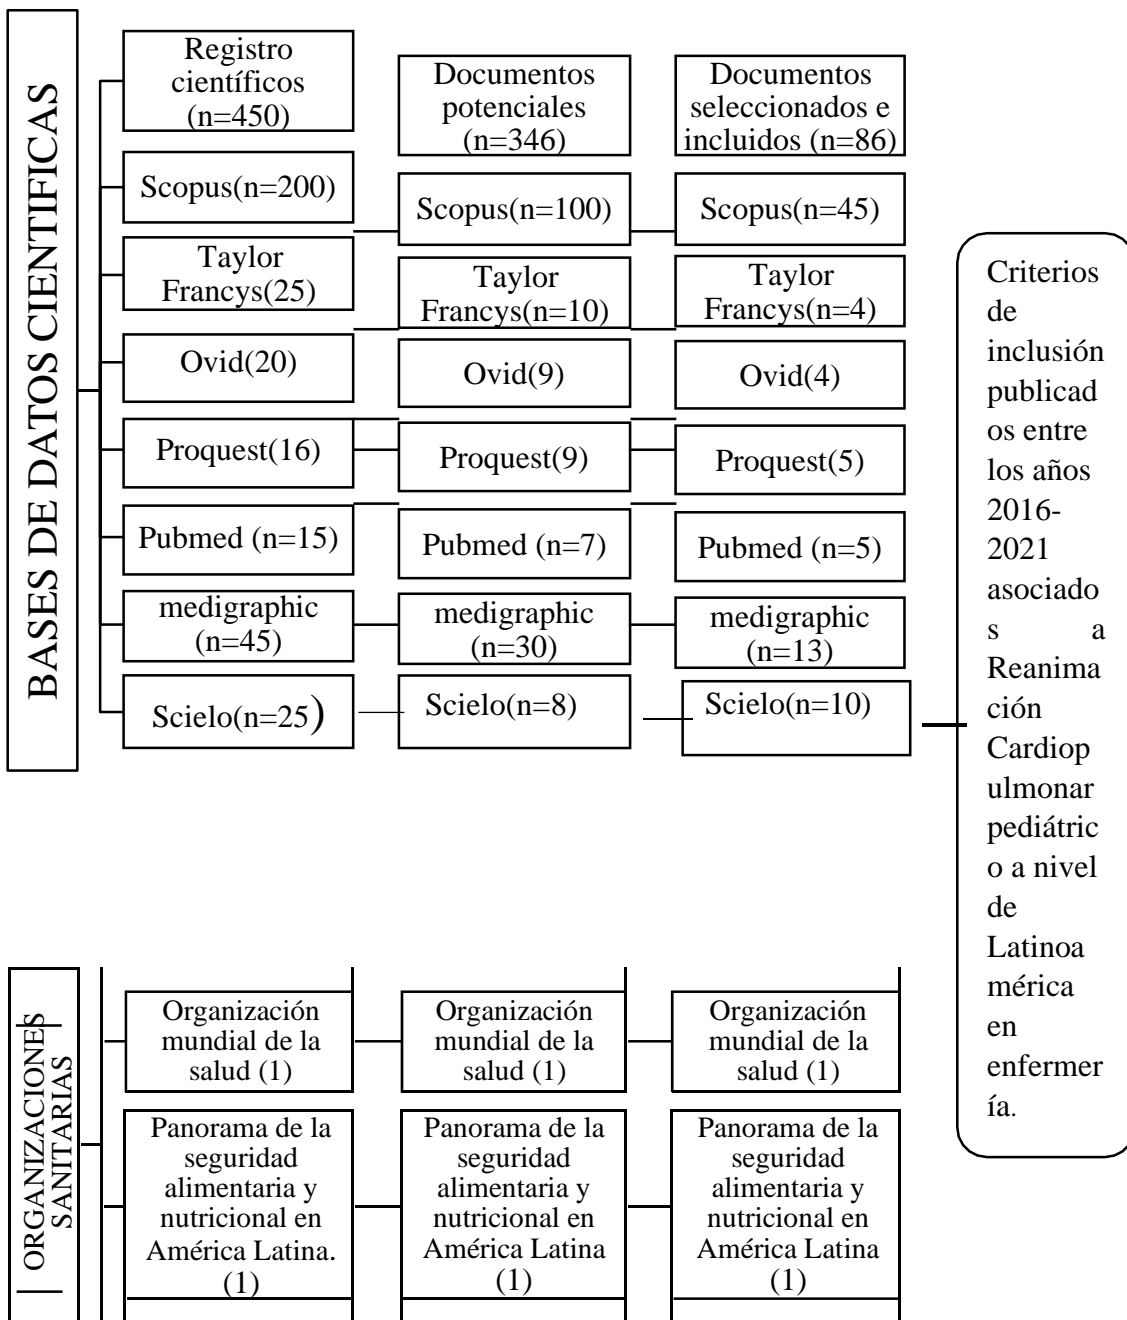 BASES DE DATOS CIENTIFICAS
Registro
científicos
(n=450)
Scopus(n=200)
Taylor
Francys(25)
Ovid(20)
Proquest(16)
Pubmed (n=15)
medigraphic
(n=45)
Scielo(n=25)
Documentos
potenciales
(n=346)
Scopus(n=100)
Taylor
Francys(n=10)
Ovid(9)
Proquest(9)
Pubmed (n=7)
medigraphic
(n=30)
Scielo(n=8)
Documentos
seleccionados e
incluidos (n=86)
Scopus(n=45)
Taylor
Francys(n=4)
Ovid(4)
Proquest(5)
Pubmed (n=5)
medigraphic
(n=13)
Scielo(n=10)
Criterios
de
inclusión
publicad
os entre
los años
2016-
2021
asociado
s a
Reanima
ción
Cardiop
ulmonar
pediátric
o a nivel
de
Latinoa
mérica
en
enfermer
ía.
ORGANIZACIONES
SANITARIAS
Organización
mundial de la
salud (1)
Panorama de la
seguridad
alimentaria y
nutricional en
América Latina.
(1)
Organización
mundial de la
salud (1)
Panorama de la
seguridad
alimentaria y
nutricional en
América Latina
(1)
Organización
mundial de la
salud (1)
Panorama de la
seguridad
alimentaria y
nutricional en
América Latina
(1)